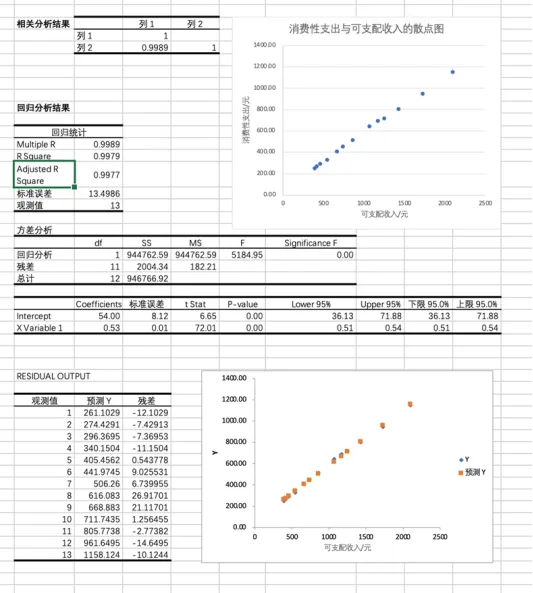 相关分析结果 列 1 列 2
列 1 1
列 2 0.9989 1
消费性支出与可支配收入的散点图
1400.00
1200.00
1000.00
800.00
600.00
400.00
200.00
0.00
消费性支出/元
0 500 1000 1500 2000 2500
可支配收入/元
回归分析结果
回归统计
Multiple R 0.9989
R Square 0.9979
Adjusted R
Square 0.9977
标准误差 13.4986
观测值 13
方差分析
df SS MS F Significance F
回归分析 1 944762.59 944762.59 5184.95 0.00
残差 11 2004.34 182.21
总计 12 946766.92
Coefficients 标准误差 t Stat P-value Lower 95% Upper 95% 下限 95.0% 上限 95.0%
Intercept 54.00 8.12 6.65 0.00 36.13 71.88 36.13 71.88
X Variable 1 0.53 0.01 72.01 0.00 0.51 0.54 0.51 0.54
RESIDUAL OUTPUT
观测值 预测 Y 残差
1 261.1029 -12.1029
2 274.4291 -7.42913
3 296.3695 -7.36953
4 340.1504 -11.1504
5 405.4562 0.543778
6 441.9745 9.025531
7 506.26 6.739955
8 616.083 26.91701
9 668.883 21.11701
10 711.7435 1.256455
11 805.7738 -2.77382
12 961.6495 -14.6495
13 1158.124 -10.1244
1400.00
1200.00
1000.00
800.00
600.00
400.00
200.00
0.00
Y
0 500 1000 1500 2000 2500
可支配收入/元
Y
预测 Y